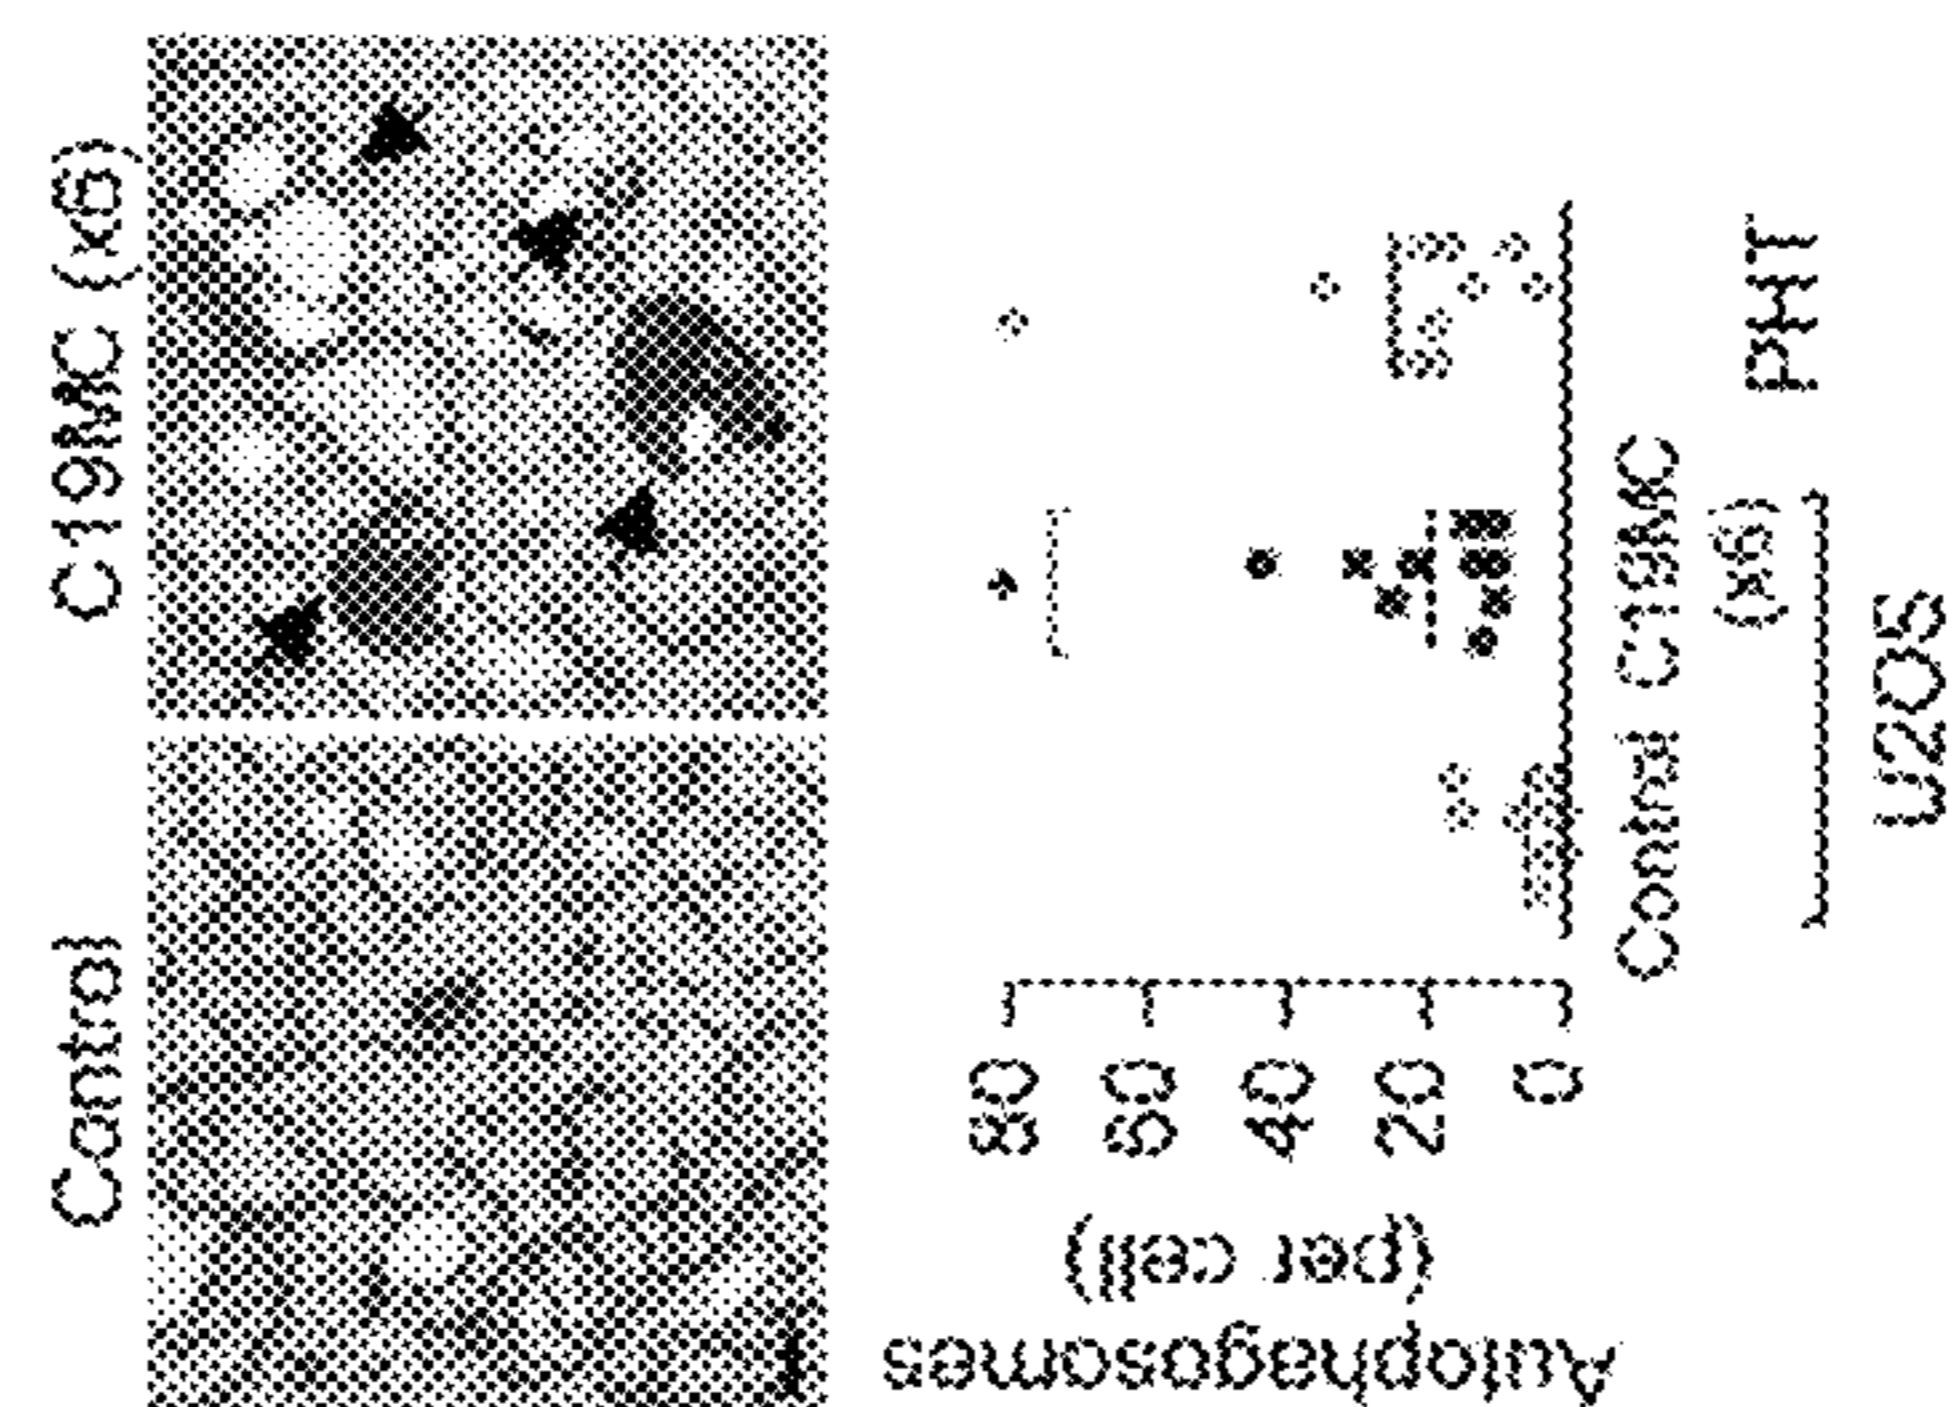 Control
C19MC (x6)
Autophagosomes
(per cell)
80
60
40
20
0
*
Control
C19MC
(x6)
PHT
U2OS